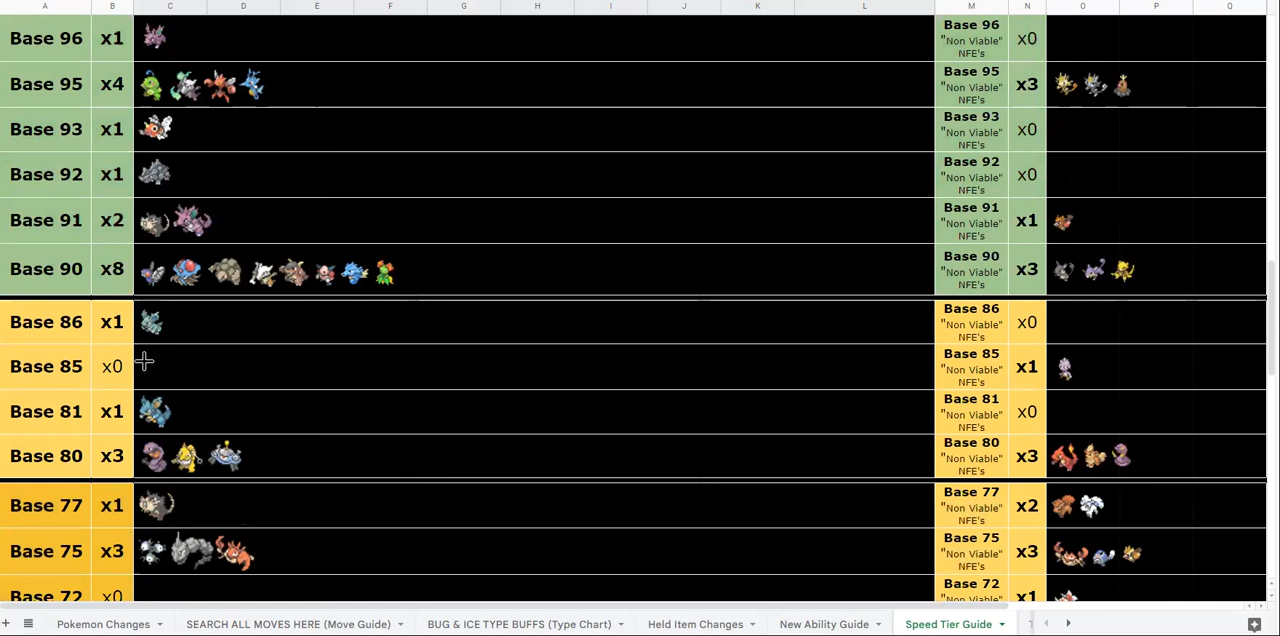 A B C D E F G H I J K L M N O P Q
Base 96 x1 Base 96 "Non Viable" NFE's x0
Base 95 x4 Base 95 "Non Viable" NFE's x3
Base 93 x1 Base 93 "Non Viable" NFE's x0
Base 92 x1 Base 92 "Non Viable" NFE's x0
Base 91 x2 Base 91 "Non Viable" NFE's x1
Base 90 x8 Base 90 "Non Viable" NFE's x3
Base 86 x1 Base 86 "Non Viable" NFE's x0
Base 85 x0 Base 85 "Non Viable" NFE's x1
Base 81 x1 Base 81 "Non Viable" NFE's x0
Base 80 x3 Base 80 "Non Viable" NFE's x3
Base 77 x1 Base 77 "Non Viable" NFE's x2
Base 75 x3 Base 75 "Non Viable" NFE's x3
Base 72 x0 Base 72 "Non Viable" x1
Pokemon Changes SEARCH ALL MOVES HERE (Move Guide) BUG & ICE TYPE BUFFS (Type Chart) Held Item Changes New Ability Guide Speed Tier Guide